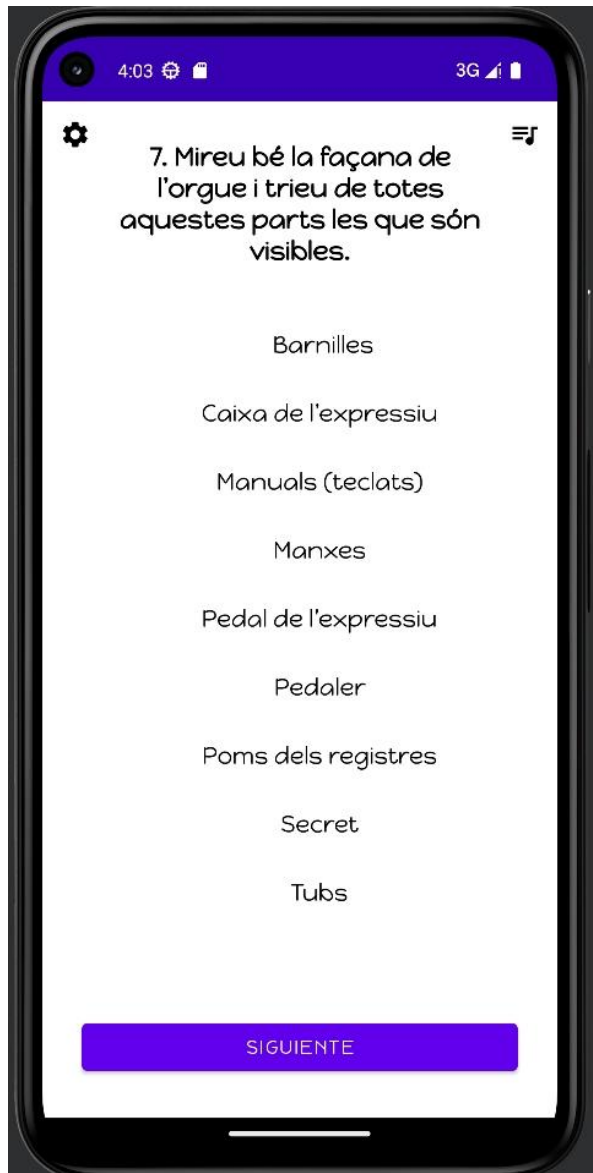 4:03 3G
7. Mireu bé la façana de
l'orgue i trieu de totes
aquestes parts les que són
visibles.
Barnilles
Caixa de l'expressiu
Manuals (teclats)
Manxes
Pedal de l'expressiu
Pedaler
Poms dels registres
Secret
Tubs
SIGUIENTE